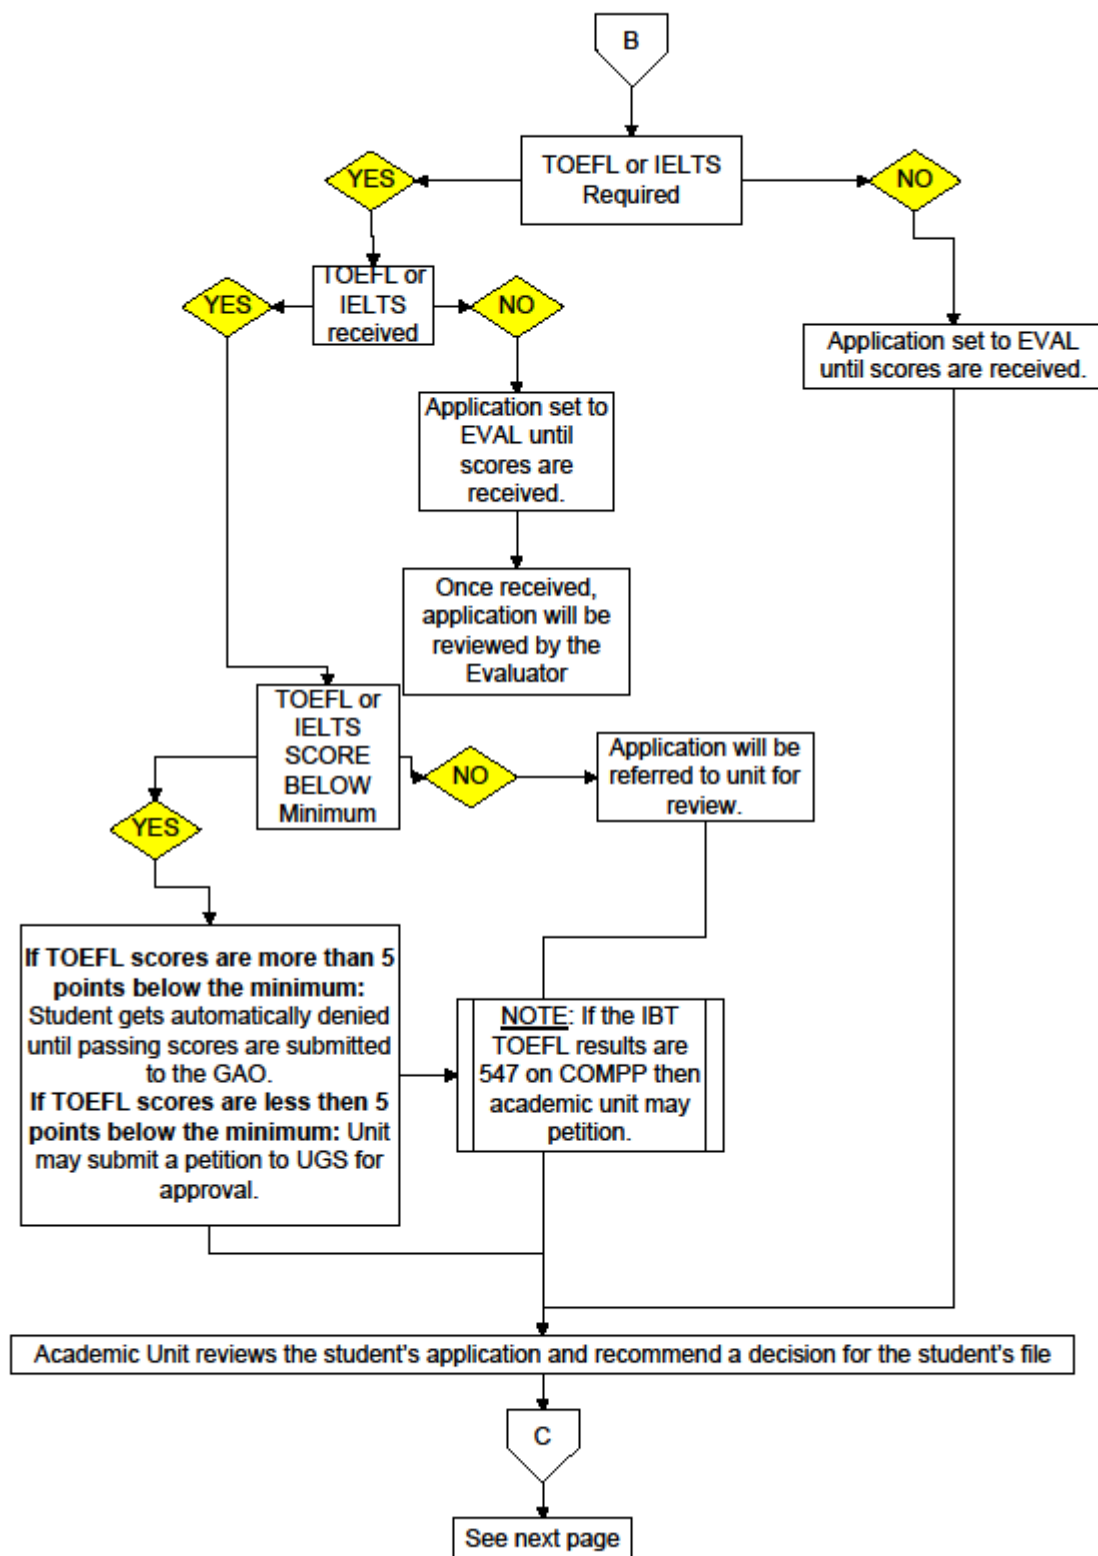 B
TOEFL or IELTS
Required
YES
NO
TOEFL or
IELTS
received
YES
NO
Application set to EVAL
until scores are received.
Application set to
EVAL until
scores are
received.
Once received,
application will be
reviewed by the
Evaluator
TOEFL or
IELTS
SCORE
BELOW
Minimum
NO
Application will be
referred to unit for
review.
YES
If TOEFL scores are more than 5
points below the minimum:
Student gets automatically denied
until passing scores are submitted
to the GAO.
If TOEFL scores are less then 5
points below the minimum: Unit
may submit a petition to UGS for
approval.
NOTE: If the IBT
TOEFL results are
547 on COMPP then
academic unit may
petition.
Academic Unit reviews the student's application and recommend a decision for the student's file
C
See next page